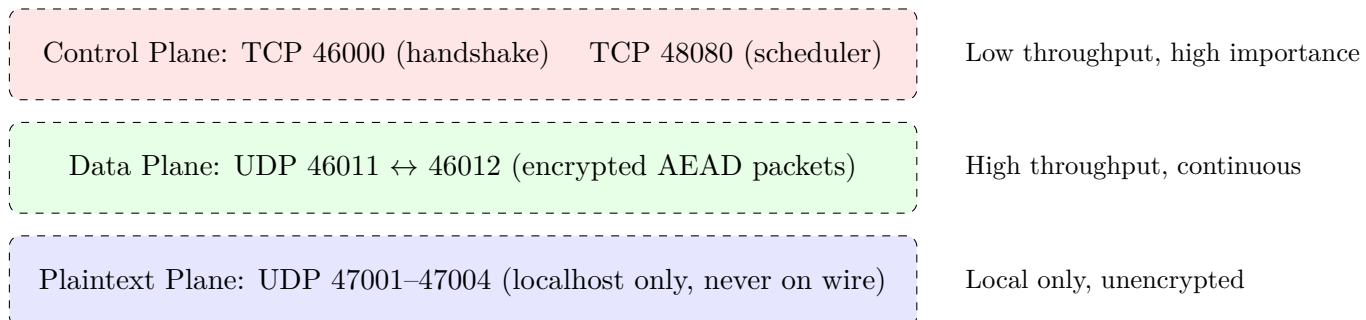 Control Plane: TCP 46000 (handshake) TCP 48080 (scheduler) Low throughput, high importance
Data Plane: UDP 46011 ↔ 46012 (encrypted AEAD packets) High throughput, continuous
Plaintext Plane: UDP 47001–47004 (localhost only, never on wire) Local only, unencrypted